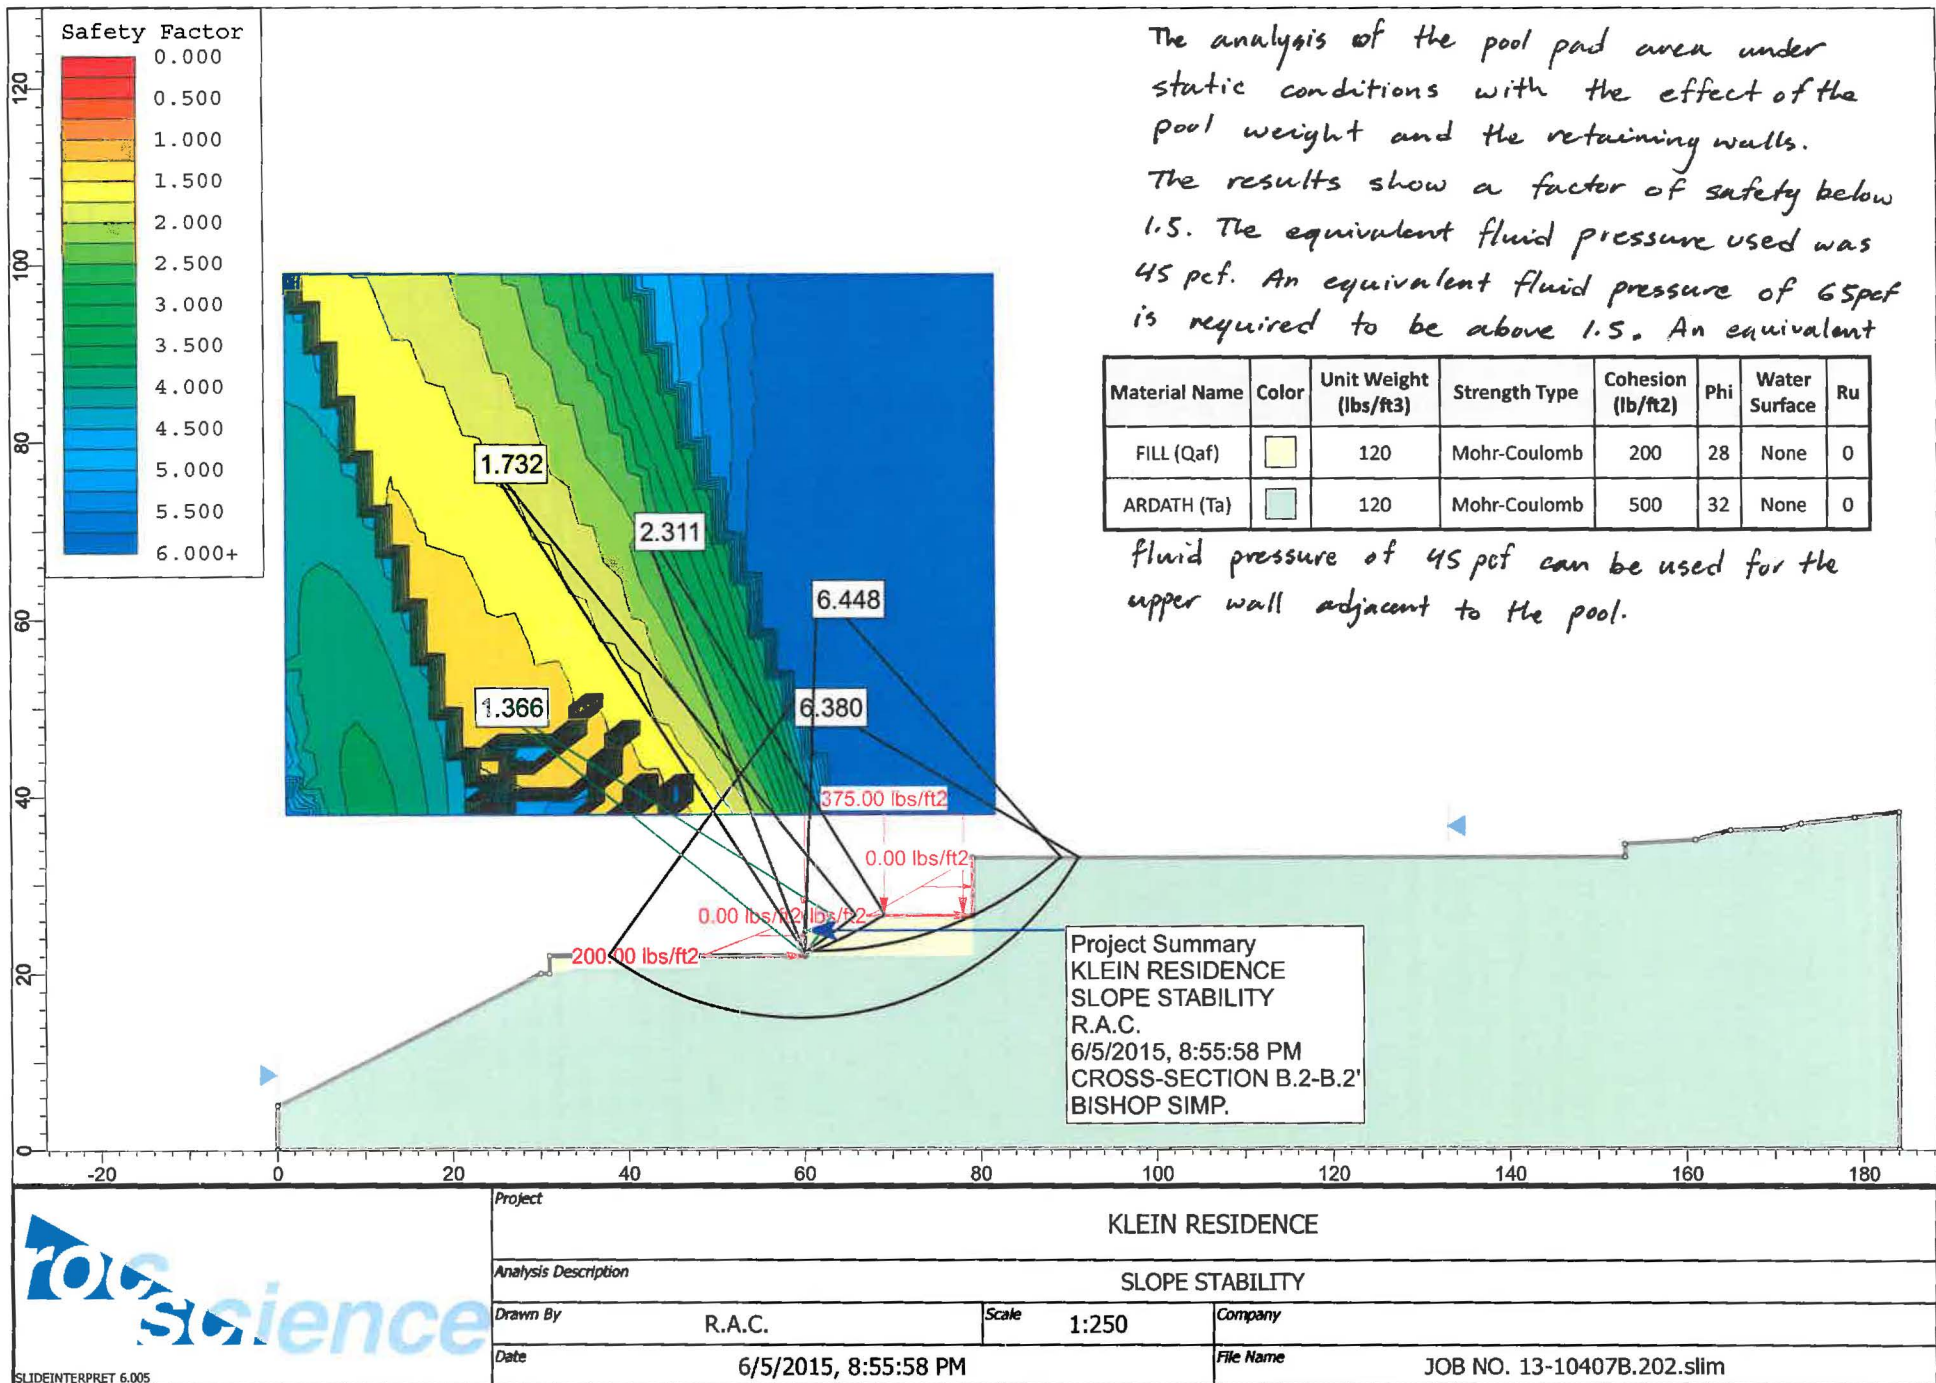 Safety Factor
0.000
0.500
1.000
1.500
2.000
2.500
3.000
3.500
4.000
4.500
5.000
5.500
6.000+
The analysis of the pool pad area under
static conditions with the effect of the
pool weight and the retaining walls.
The results show a factor of safety below
1.5. The equivalent fluid pressure used was
45 pcf. An equivalent fluid pressure of 65pcf
is required to be above 1.5. An equivalent
Material Name Color Unit Weight (lbs/ft3) Strength Type Cohesion (lb/ft2) Phi Water Surface Ru
FILL (Qaf) 120 Mohr-Coulomb 200 28 None 0
ARDATH (Ta) 120 Mohr-Coulomb 500 32 None 0
fluid pressure of 45 pcf can be used for the
upper wall adjacent to the pool.
1.732
2.311
6.448
1.366
6.380
375.00 lbs/ft2
0.00 lbs/ft2
0.00 lbs/ft2 lbs/ft2
200.00 lbs/ft2
Project Summary
KLEIN RESIDENCE
SLOPE STABILITY
R.A.C.
6/5/2015, 8:55:58 PM
CROSS-SECTION B.2-B.2'
BISHOP SIMP.
120
100
80
60
40
20
0
-20 0 20 40 60 80 100 120 140 160 180
rocscience
SLIDEINTERPRET 6.005
Project
KLEIN RESIDENCE
Analysis Description
SLOPE STABILITY
Drawn By R.A.C. Scale 1:250 Company
Date 6/5/2015, 8:55:58 PM File Name JOB NO. 13-10407B.202.slim